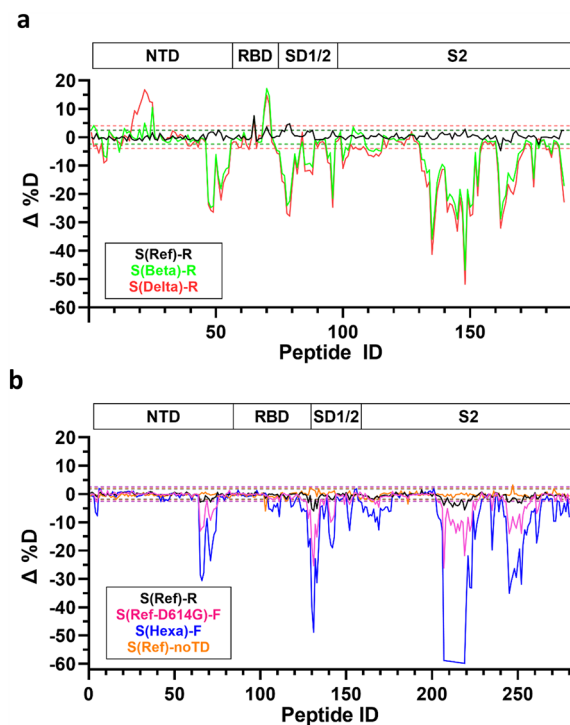 a
NTD RBD SD1/2 S2
20
10
0
-10
-20
-30
-40
-50
-60
Δ %D
S(Ref)-R
S(Beta)-R
S(Delta)-R
50 100 150
Peptide ID
b
NTD RBD SD1/2 S2
20
10
0
-10
-20
-30
-40
-50
-60
Δ %D
S(Ref)-R
S(Ref-D614G)-F
S(Hexa)-F
S(Ref)-noTD
0 50 100 150 200 250
Peptide ID